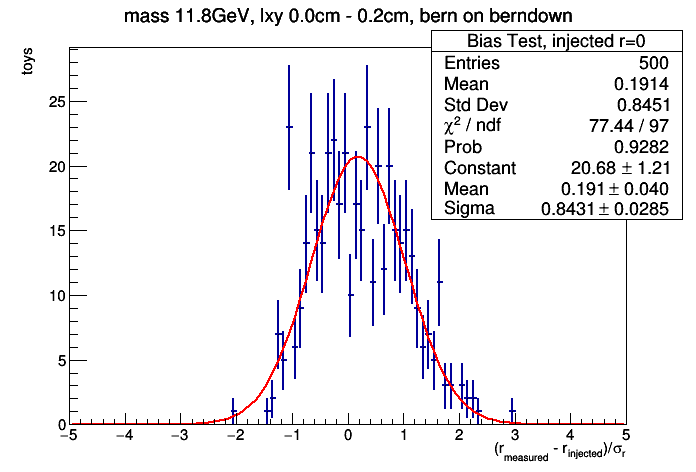 mass 11.8GeV, lxy 0.0cm - 0.2cm, bern on berndown
toys
Bias Test, injected r=0
Entries 500
Mean 0.1914
Std Dev 0.8451
χ² / ndf 77.44 / 97
Prob 0.9282
Constant 20.68 ± 1.21
Mean 0.191 ± 0.040
Sigma 0.8431 ± 0.0285
25
20
15
10
5
0
−5 −4 −3 −2 −1 0 1 2 3 4 5
(r_measured - r_injected)/σ_r